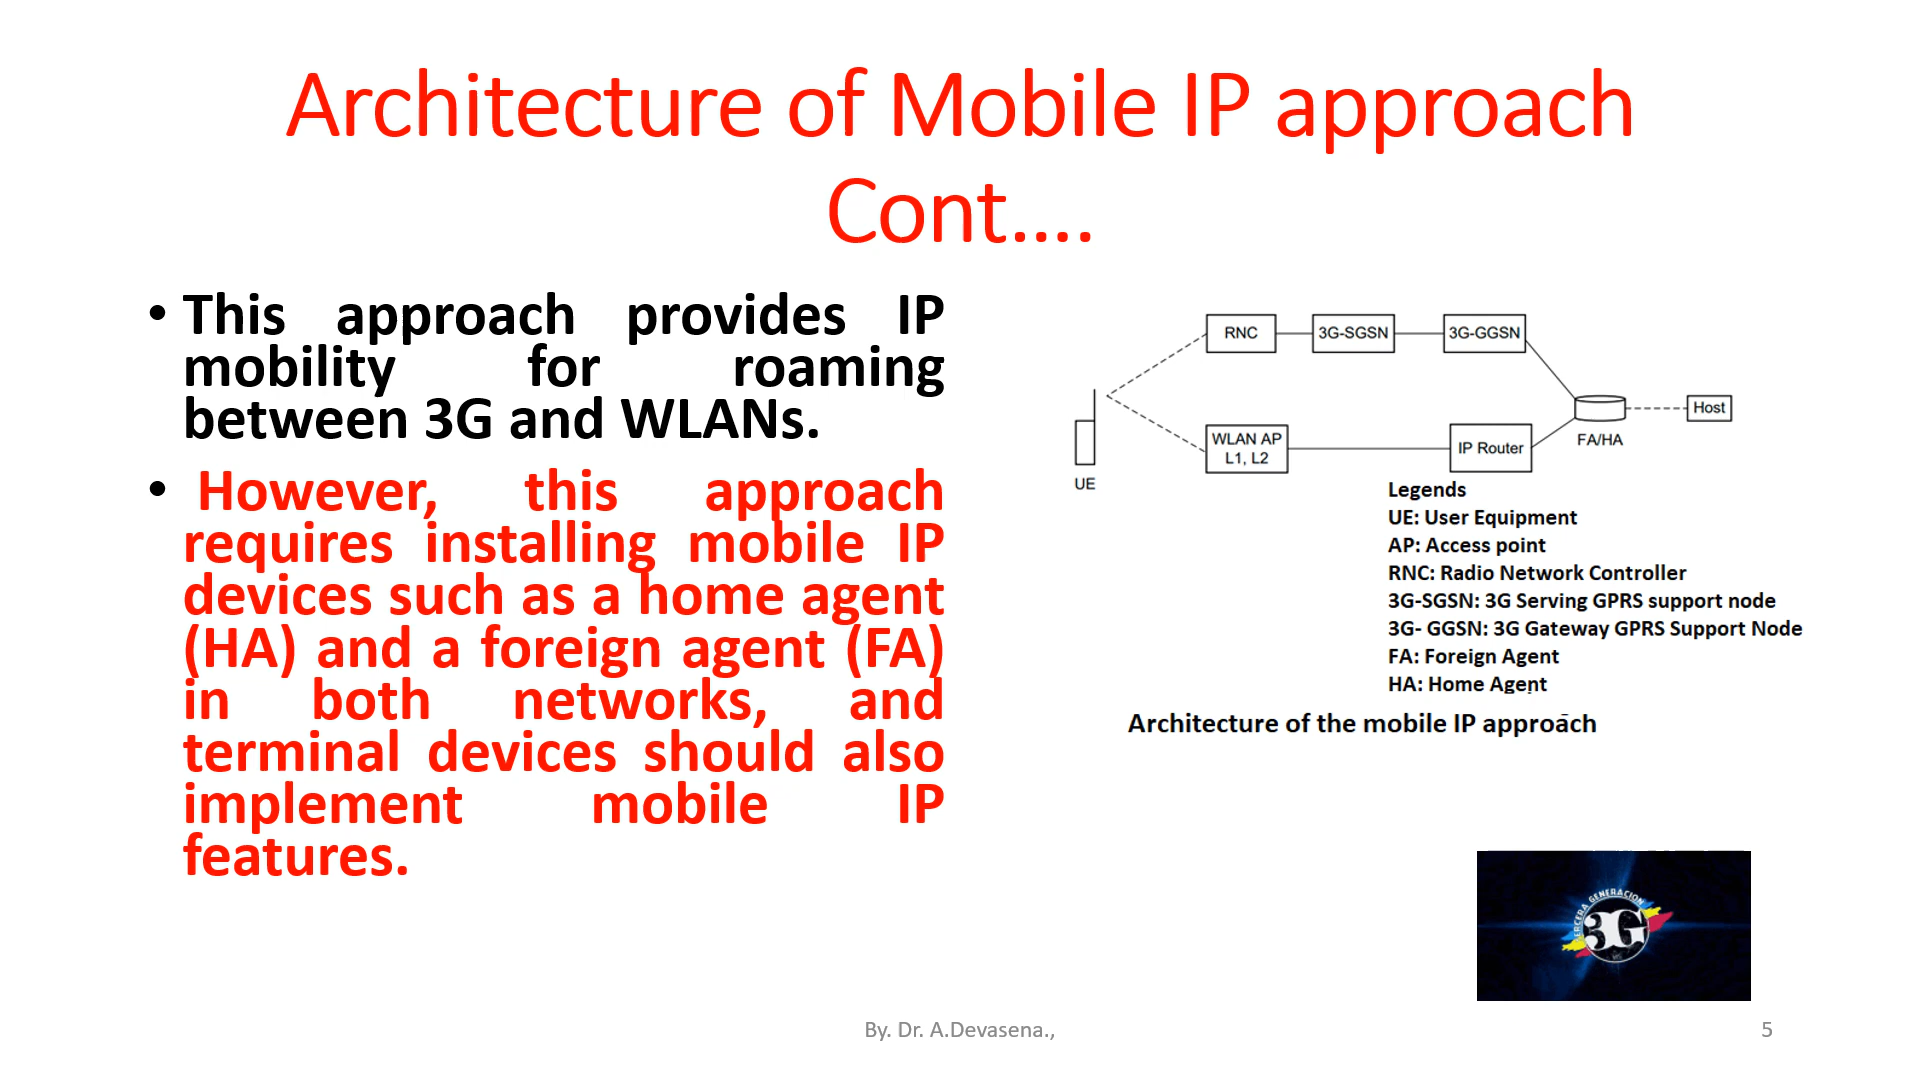 Architecture of Mobile IP approach
Cont....
• This approach provides IP
mobility for roaming
between 3G and WLANs.
• However, this approach
requires installing mobile IP
devices such as a home agent
(HA) and a foreign agent (FA)
in both networks, and
terminal devices should also
implement mobile IP
features.
RNC
3G-SGSN
3G-GGSN
Host
FA/HA
WLAN AP
L1, L2
IP Router
UE
Legends
UE: User Equipment
AP: Access point
RNC: Radio Network Controller
3G-SGSN: 3G Serving GPRS support node
3G- GGSN: 3G Gateway GPRS Support Node
FA: Foreign Agent
HA: Home Agent
Architecture of the mobile IP approach
TERCERA GENERACION
3G
By. Dr. A.Devasena.,
5